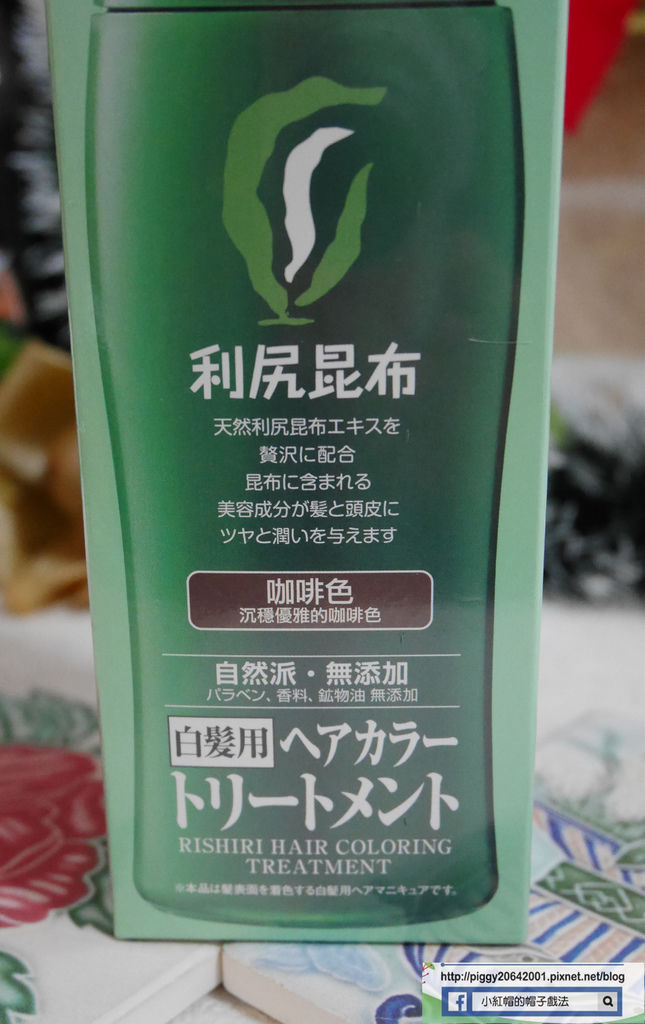 利尻昆布
天然利尻昆布エキスを
贅沢に配合
昆布に含まれる
美容成分が髪と頭皮に
ツヤと潤いを与えます
咖啡色
沉穩優雅的咖啡色
自然派・無添加
パラベン、香料、鉱物油 無添加
白髪用 ヘアカラー
トリートメント
RISHIRI HAIR COLORING
TREATMENT
※本品は髪表面を着色する白髪用ヘアマニキュアです。
http://piggy20642001.pixnet.net/blog
小紅帽的帽子戲法